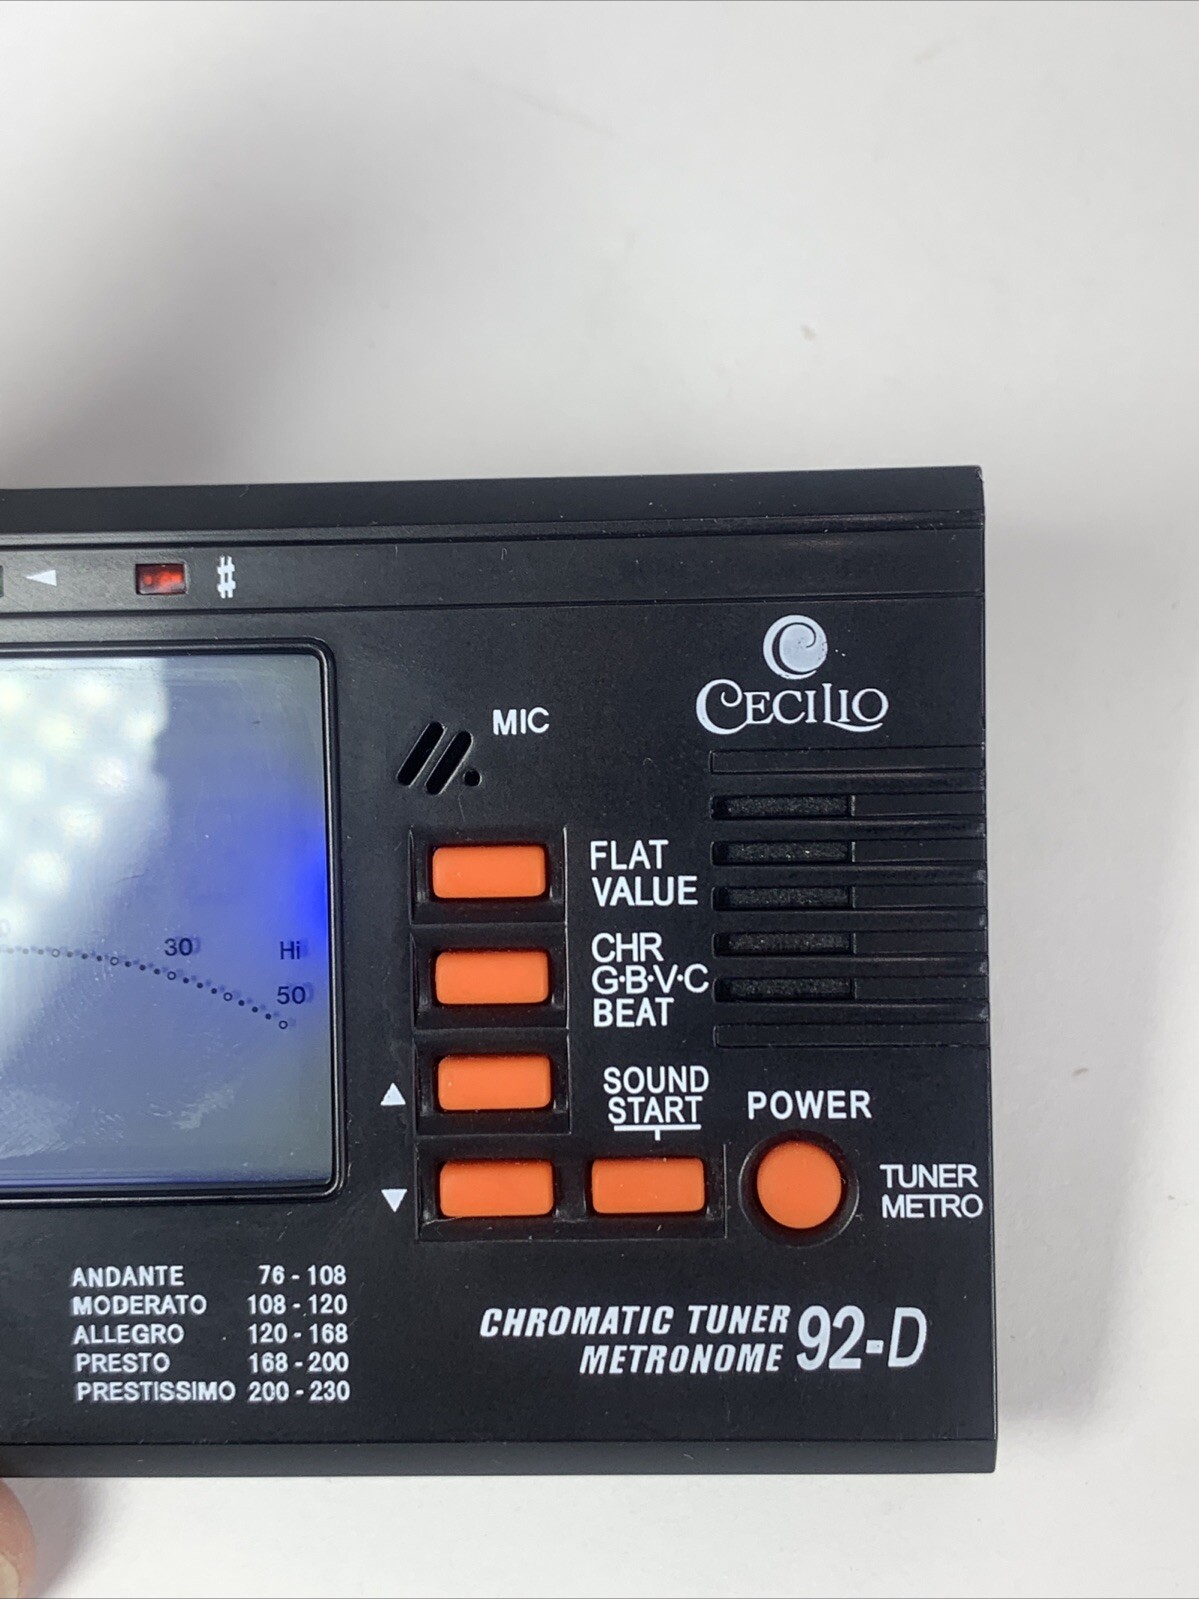 #
CECILIO
MIC
FLAT
VALUE
CHR
G·B·V·C
BEAT
30
Hi
50
▲
SOUND
START
POWER
▼
TUNER
METRO
ANDANTE 76 - 108
MODERATO 108 - 120
ALLEGRO 120 - 168
PRESTO 168 - 200
PRESTISSIMO 200 - 230
CHROMATIC TUNER
METRONOME 92-D